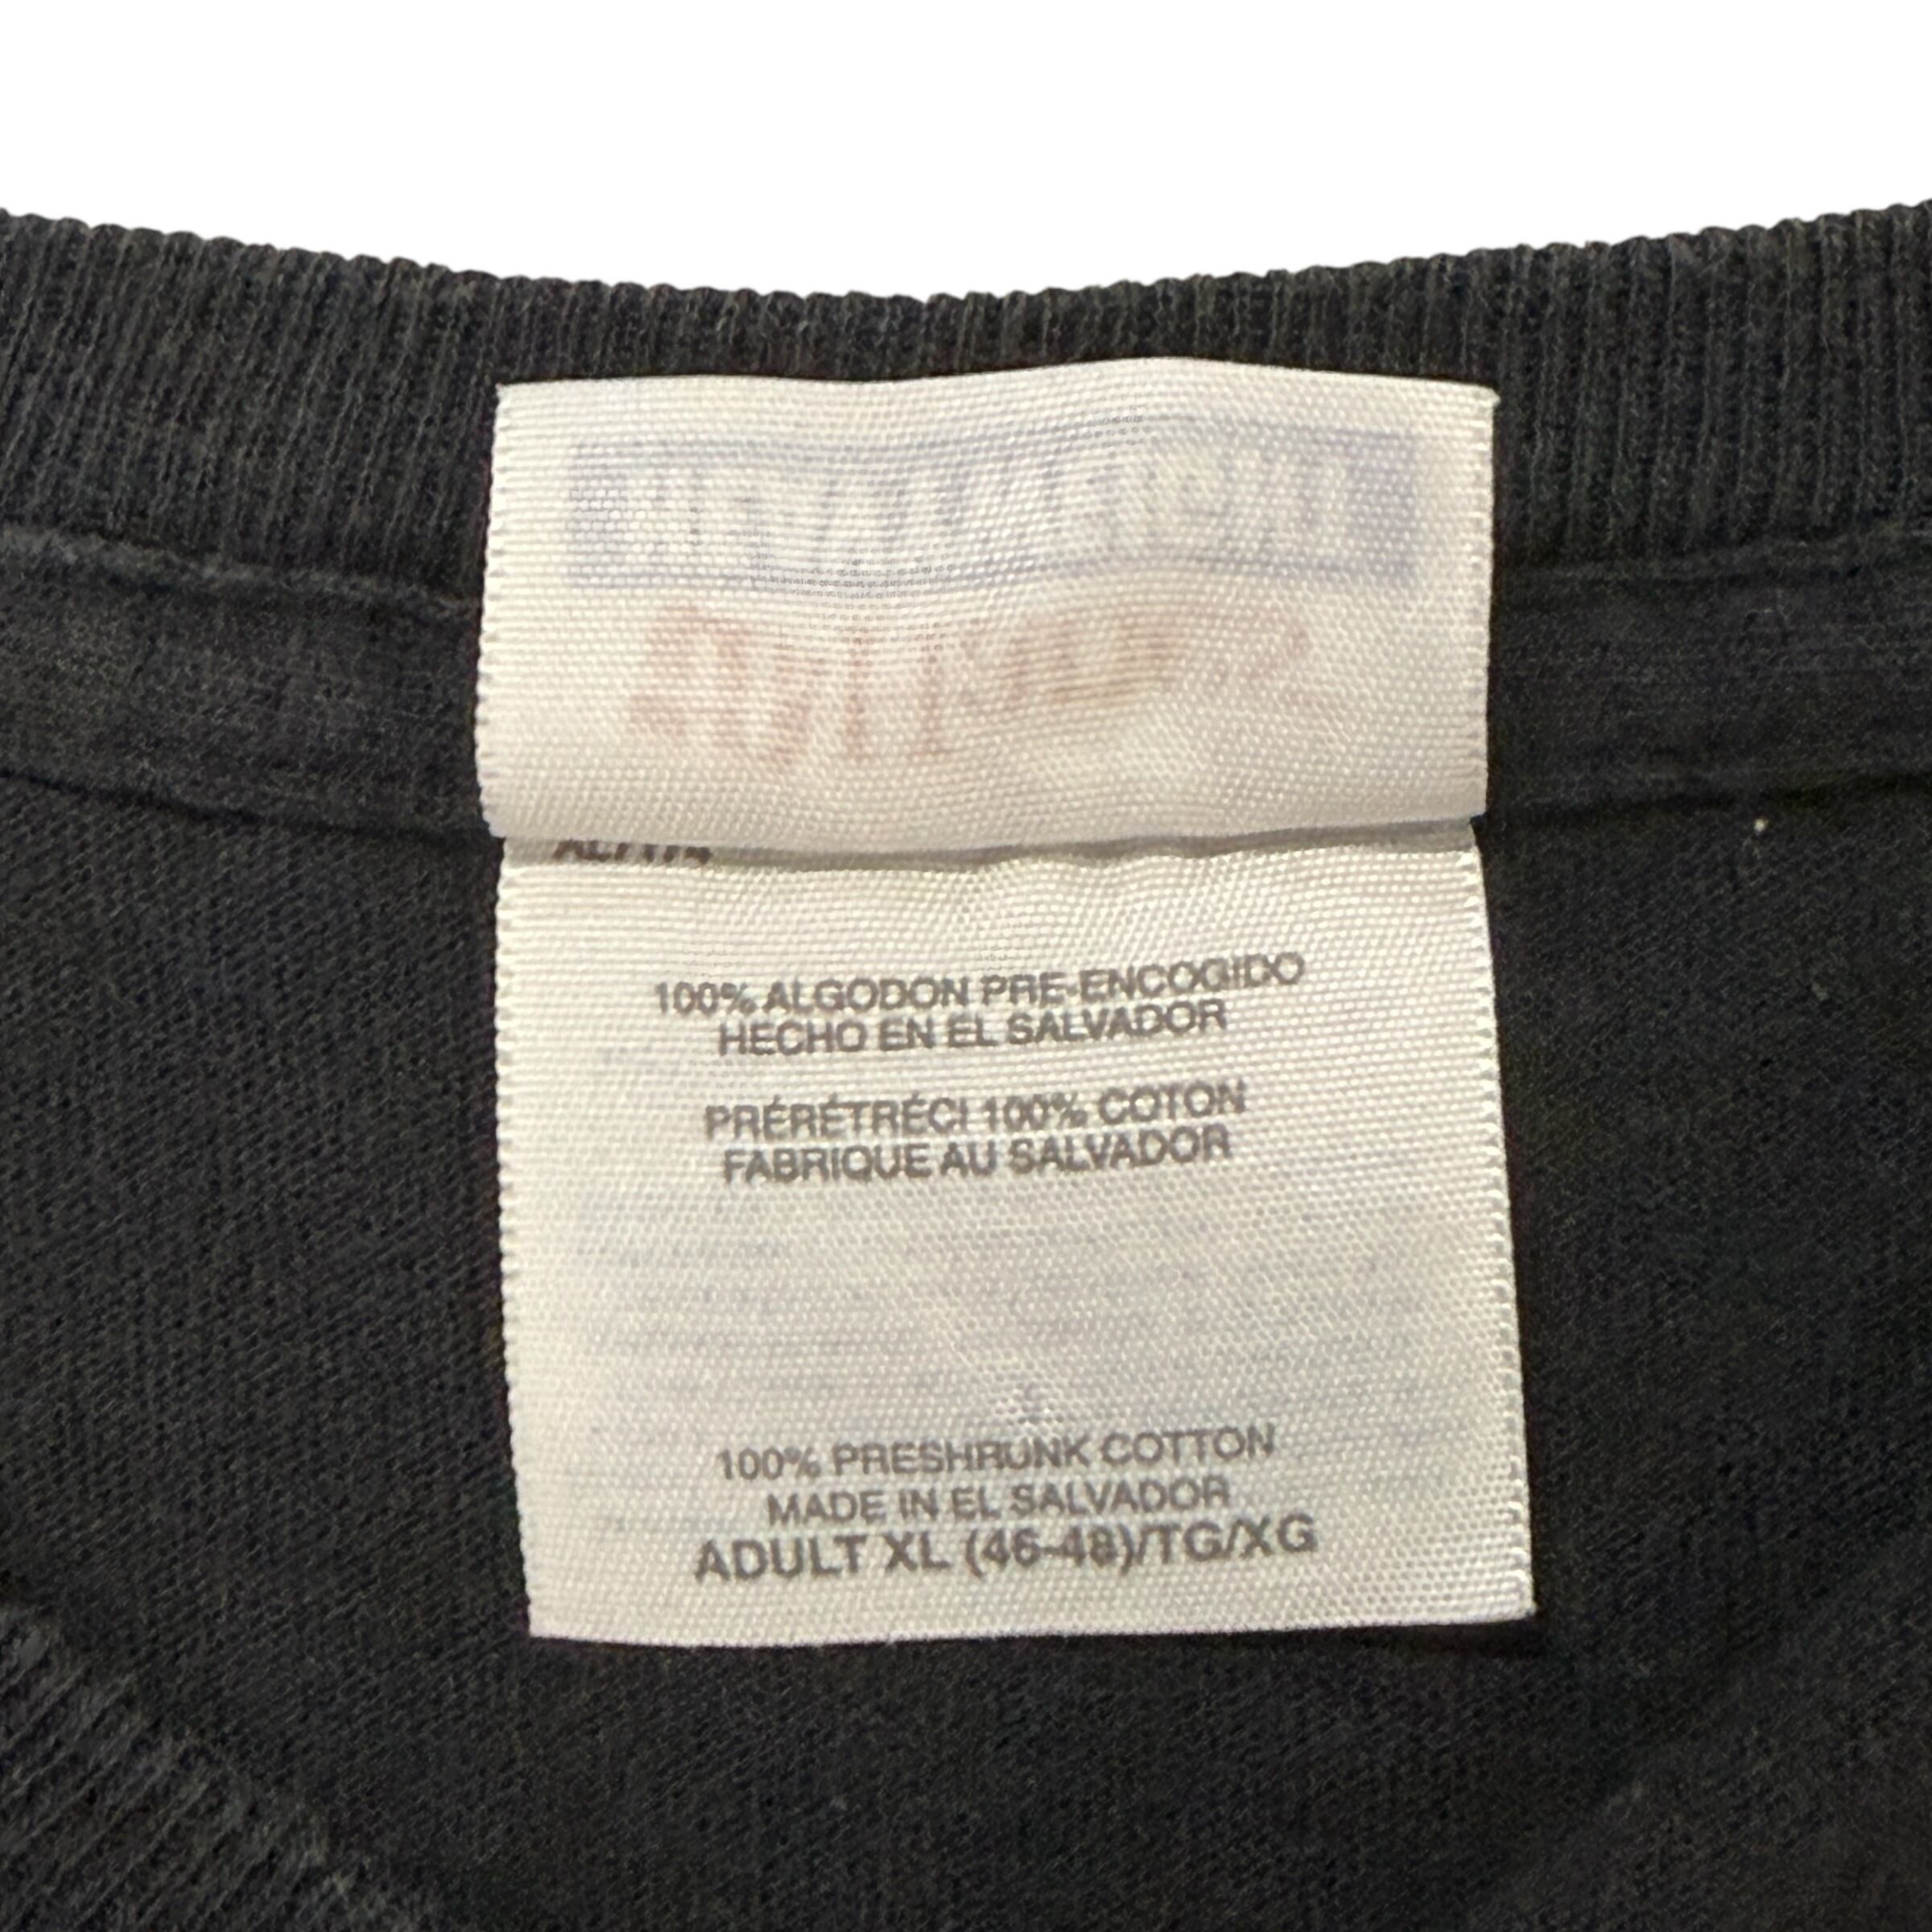 100% ALGODON PRE-ENCOGIDO
HECHO EN EL SALVADOR
PRÉRÉTRÉCI 100% COTON
FABRIQUE AU SALVADOR
100% PRESHRUNK COTTON
MADE IN EL SALVADOR
ADULT XL (46-48)/TG/XG